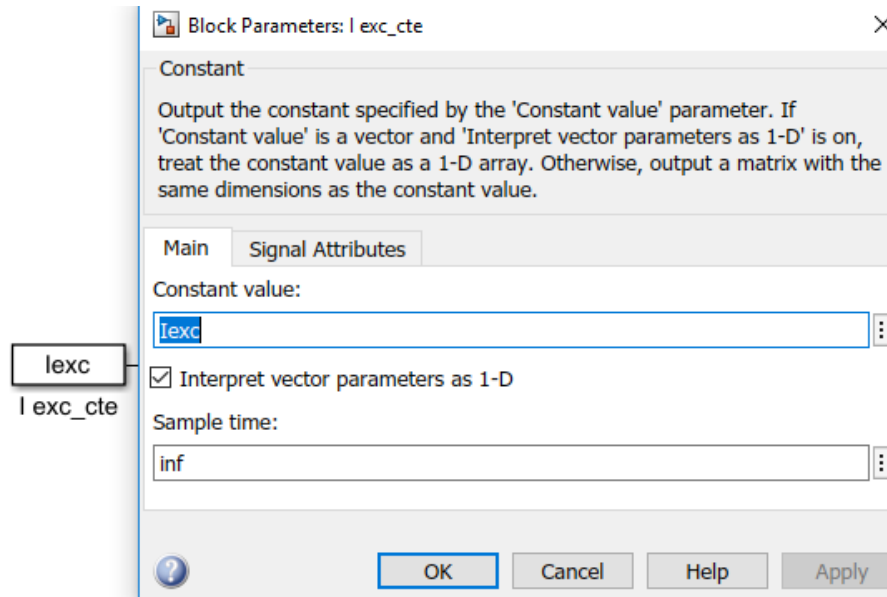 Block Parameters: I exc_cte
Constant
Output the constant specified by the 'Constant value' parameter. If
'Constant value' is a vector and 'Interpret vector parameters as 1-D' is on,
treat the constant value as a 1-D array. Otherwise, output a matrix with the
same dimensions as the constant value.
Main Signal Attributes
Constant value:
Iexc
Iexc
I exc_cte
Interpret vector parameters as 1-D
Sample time:
inf
OK Cancel Help Apply